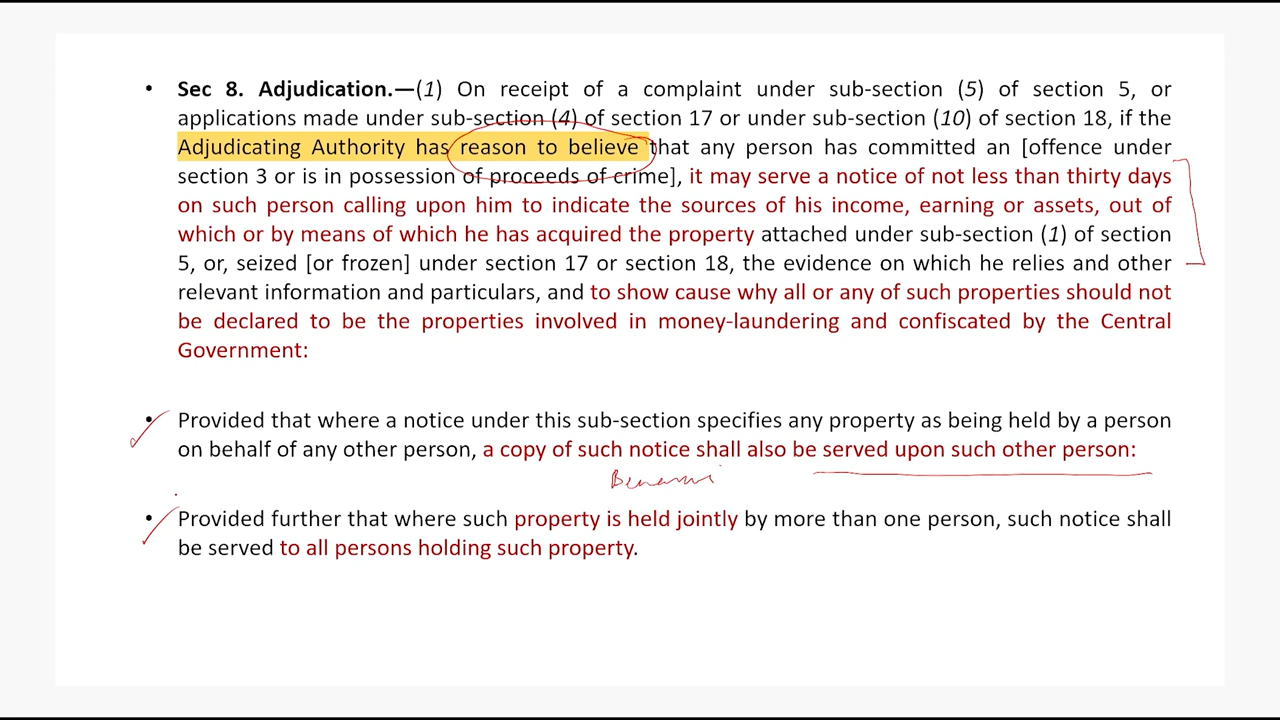 • Sec 8. Adjudication.—(1) On receipt of a complaint under sub-section (5) of section 5, or
applications made under sub-section (4) of section 17 or under sub-section (10) of section 18, if the
Adjudicating Authority has reason to believe that any person has committed an [offence under
section 3 or is in possession of proceeds of crime], it may serve a notice of not less than thirty days
on such person calling upon him to indicate the sources of his income, earning or assets, out of
which or by means of which he has acquired the property attached under sub-section (1) of section
5, or, seized [or frozen] under section 17 or section 18, the evidence on which he relies and other
relevant information and particulars, and to show cause why all or any of such properties should not
be declared to be the properties involved in money-laundering and confiscated by the Central
Government:
• Provided that where a notice under this sub-section specifies any property as being held by a person
on behalf of any other person, a copy of such notice shall also be served upon such other person:
Benami
• Provided further that where such property is held jointly by more than one person, such notice shall
be served to all persons holding such property.